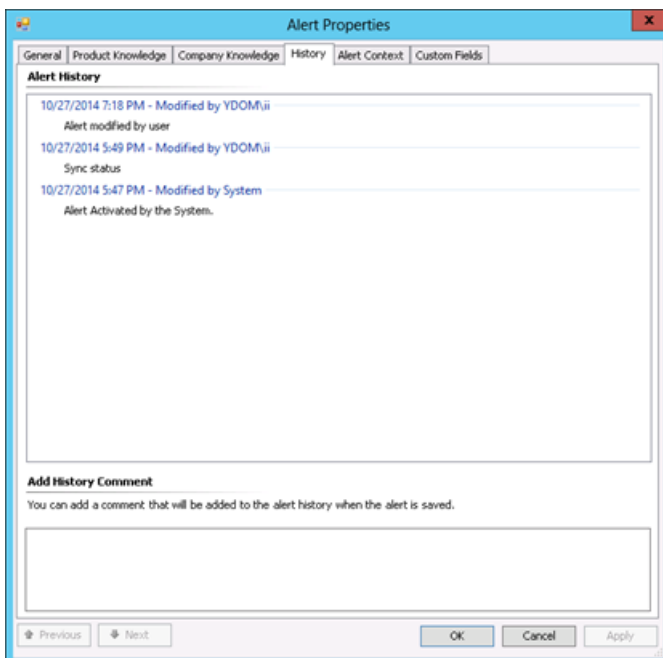 Alert Properties
x
General Product Knowledge Company Knowledge History Alert Context Custom Fields
Alert History
10/27/2014 7:18 PM - Modified by YDOM\ii
Alert modified by user
10/27/2014 5:49 PM - Modified by YDOM\ii
Sync status
10/27/2014 5:47 PM - Modified by System
Alert Activated by the System.
Add History Comment
You can add a comment that will be added to the alert history when the alert is saved.
Previous Next OK Cancel Apply